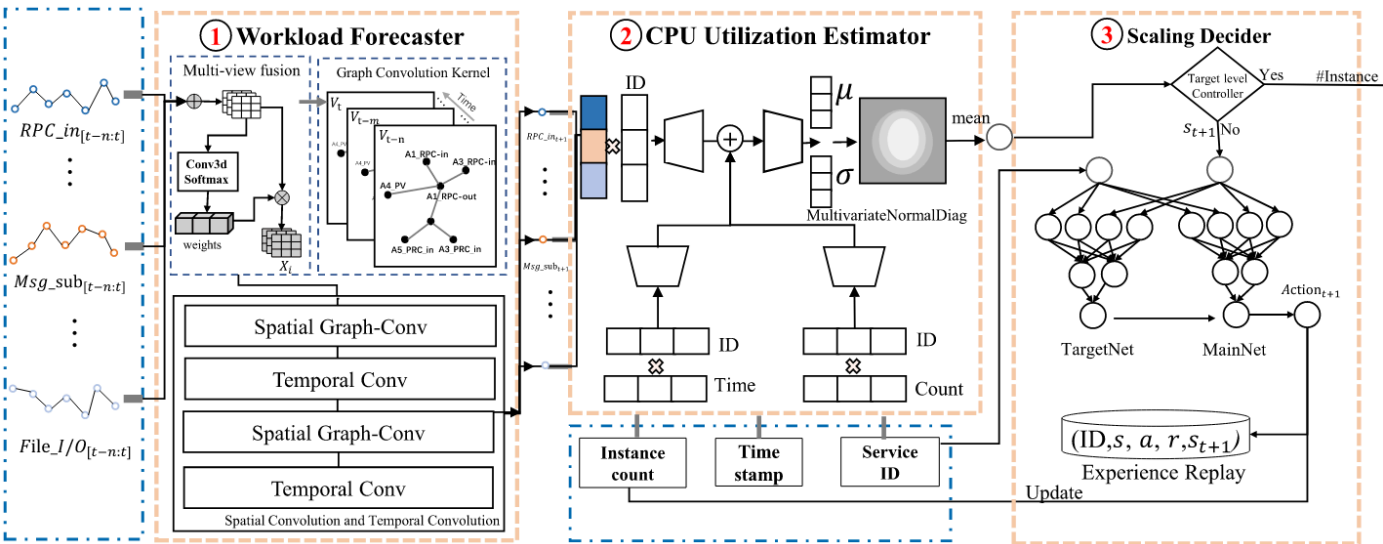 RPC_in[t−n:t]
⋮
Msg_sub[t−n:t]
⋮
File_I/O[t−n:t]
① Workload Forecaster
Multi-view fusion
Conv3d
Softmax
weights
X_i
Graph Convolution Kernel
V_t
V_t−m
V_t−n
Time
A4_PV
A4_PV
A1_RPC-in
A3_RPC-in
A4_PV
A1_RPC-out
A5_PRC_in
A3_PRC_in
Spatial Graph-Conv
Temporal Conv
Spatial Graph-Conv
Temporal Conv
Spatial Convolution and Temporal Convolution
RPC_in_t+1
⋮
Msg_sub_t+1
⋮
② CPU Utilization Estimator
ID
μ
σ
mean
MultivariateNormalDiag
ID
Time
ID
Count
Instance
count
Time
stamp
Service
ID
③ Scaling Decider
Target level
Controller
Yes
#Instance
s_t+1
No
Action_t+1
TargetNet
MainNet
(ID,s, a, r,s_t+1)
Experience Replay
Update